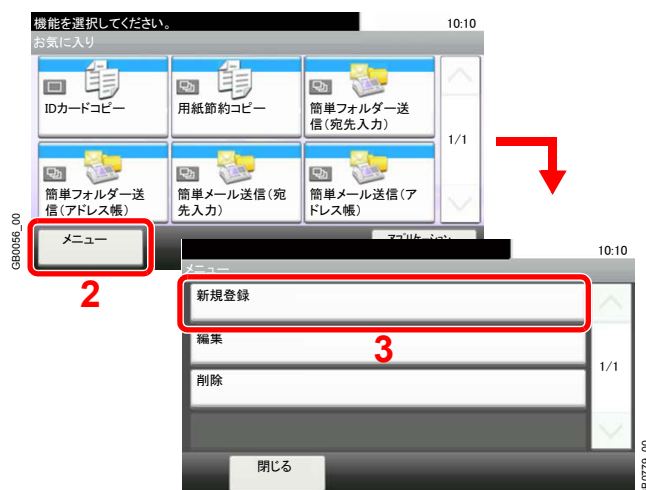 機能を選択してください。
10:10
お気に入り
IDカードコピー
用紙節約コピー
簡単フォルダー送
信(宛先入力)
1/1
簡単フォルダー送
信(アドレス帳)
簡単メール送信(宛
先入力)
簡単メール送信(ア
ドレス帳)
メニュー
GB0056_00
2
10:10
メニュー
新規登録
編集
3
削除
1/1
閉じる